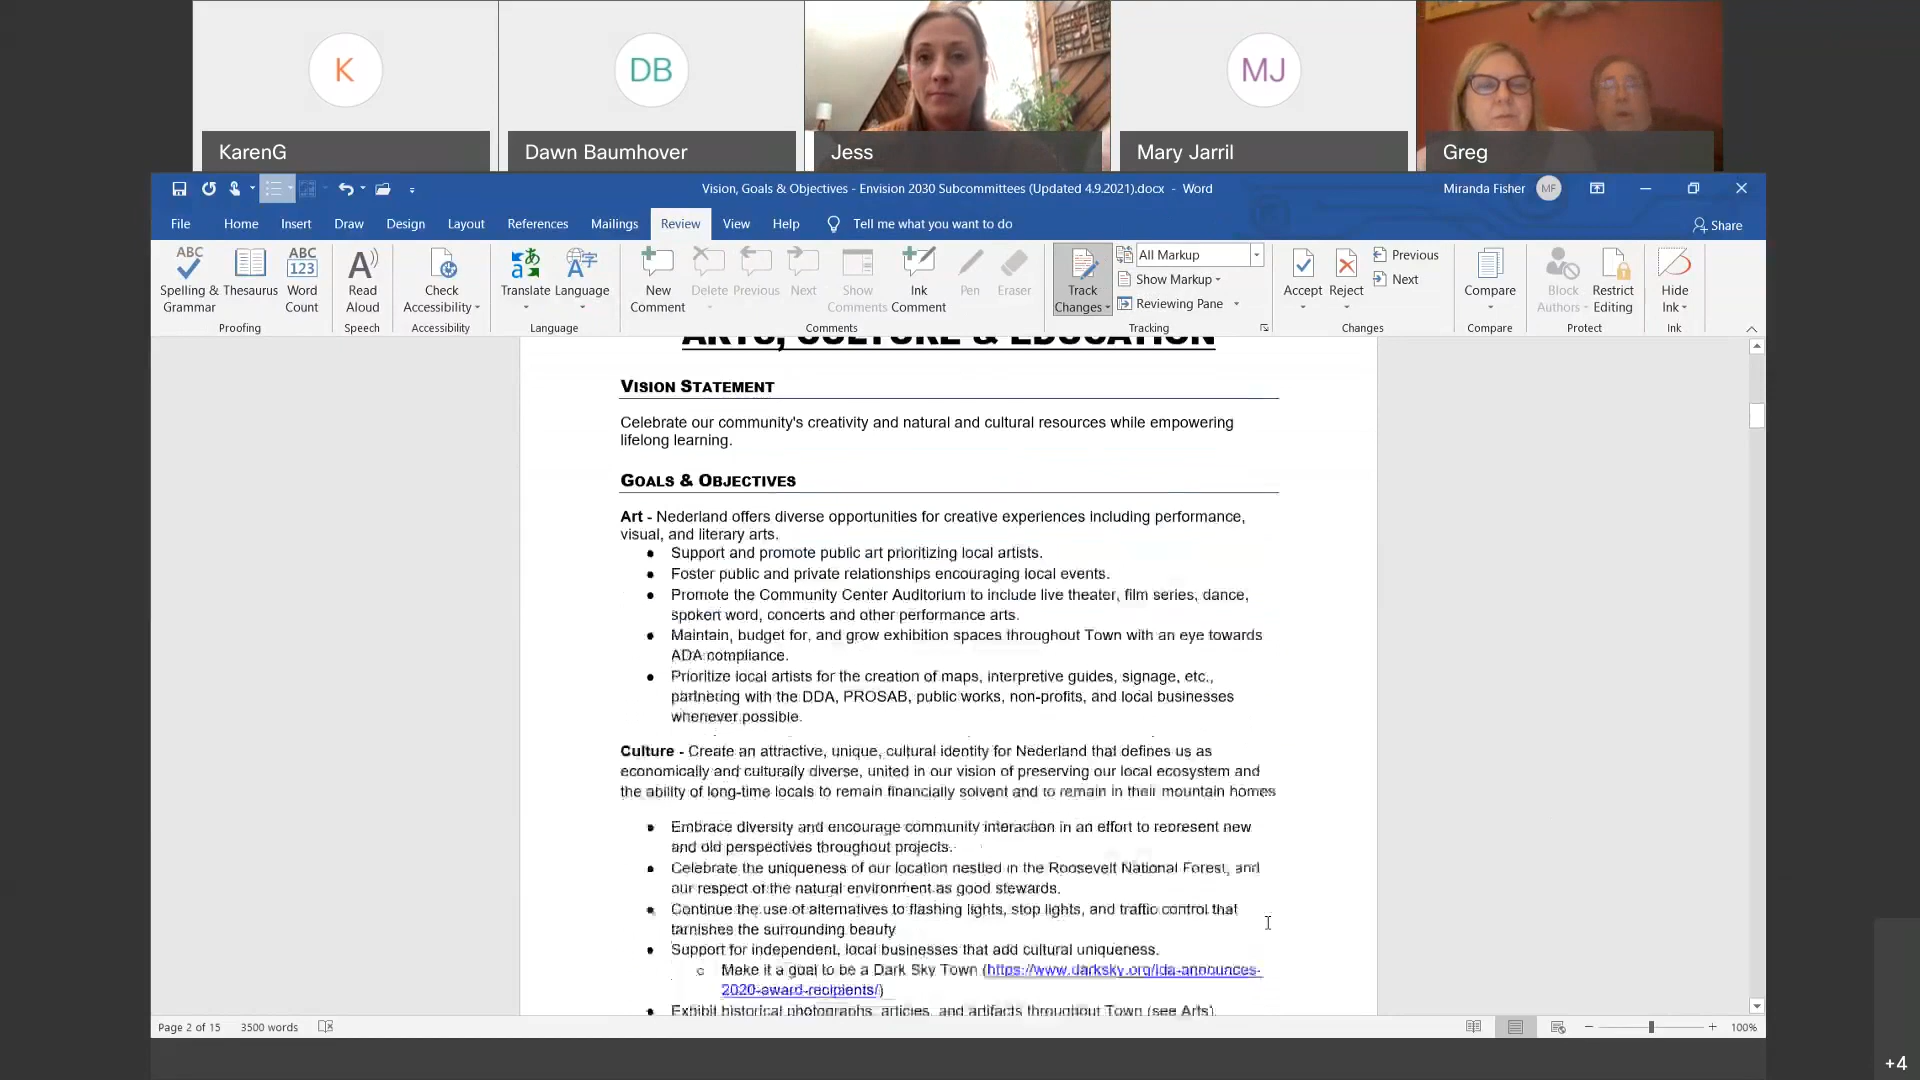 K
DB
MJ
KarenG
Dawn Baumhover
Jess
Mary Jarril
Greg
Vision, Goals & Objectives - Envision 2030 Subcommittees (Updated 4.9.2021).docx - Word
Miranda Fisher
MF
File
Home
Insert
Draw
Design
Layout
References
Mailings
Review
View
Help
Tell me what you want to do
Share
ABC
Spelling &
Grammar
Thesaurus
ABC
123
Word
Count
Proofing
Read
Aloud
Speech
Check
Accessibility
Accessibility
Translate
Language
Language
New
Comment
Delete
Previous
Next
Show
Comments
Ink
Comment
Pen
Eraser
Comments
Track
Changes
All Markup
Show Markup
Reviewing Pane
Tracking
Accept
Reject
Previous
Next
Changes
Compare
Compare
Block
Authors
Restrict
Editing
Protect
Hide
Ink
Ink
ARTS, CULTURE & EDUCATION
VISION STATEMENT
Celebrate our community's creativity and natural and cultural resources while empowering
lifelong learning.
GOALS & OBJECTIVES
Art - Nederland offers diverse opportunities for creative experiences including performance,
visual, and literary arts.
Support and promote public art prioritizing local artists.
Foster public and private relationships encouraging local events.
Promote the Community Center Auditorium to include live theater, film series, dance,
spoken word, concerts and other performance arts.
Maintain, budget for, and grow exhibition spaces throughout Town with an eye towards
ADA compliance.
Prioritize local artists for the creation of maps, interpretive guides, signage, etc.,
partnering with the DDA, PROSAB, public works, non-profits, and local businesses
whenever possible.
Culture - Create an attractive, unique, cultural identity for Nederland that defines us as
economically and culturally diverse, united in our vision of preserving our local ecosystem and
the ability of long-time locals to remain financially solvent and to remain in their mountain homes
Embrace diversity and encourage community interaction in an effort to represent new
and old perspectives throughout projects.
Celebrate the uniqueness of our location nestled in the Roosevelt National Forest, and
our respect of the natural environment as good stewards.
Continue the use of alternatives to flashing lights, stop lights, and traffic control that
tarnishes the surrounding beauty
Support for independent, local businesses that add cultural uniqueness.
Make it a goal to be a Dark Sky Town (https://www.darksky.org/ida-announces-
2020-award-recipients/)
Exhibit historical photographs, articles, and artifacts throughout Town (see Arts').
Page 2 of 15
3500 words
100%
+4